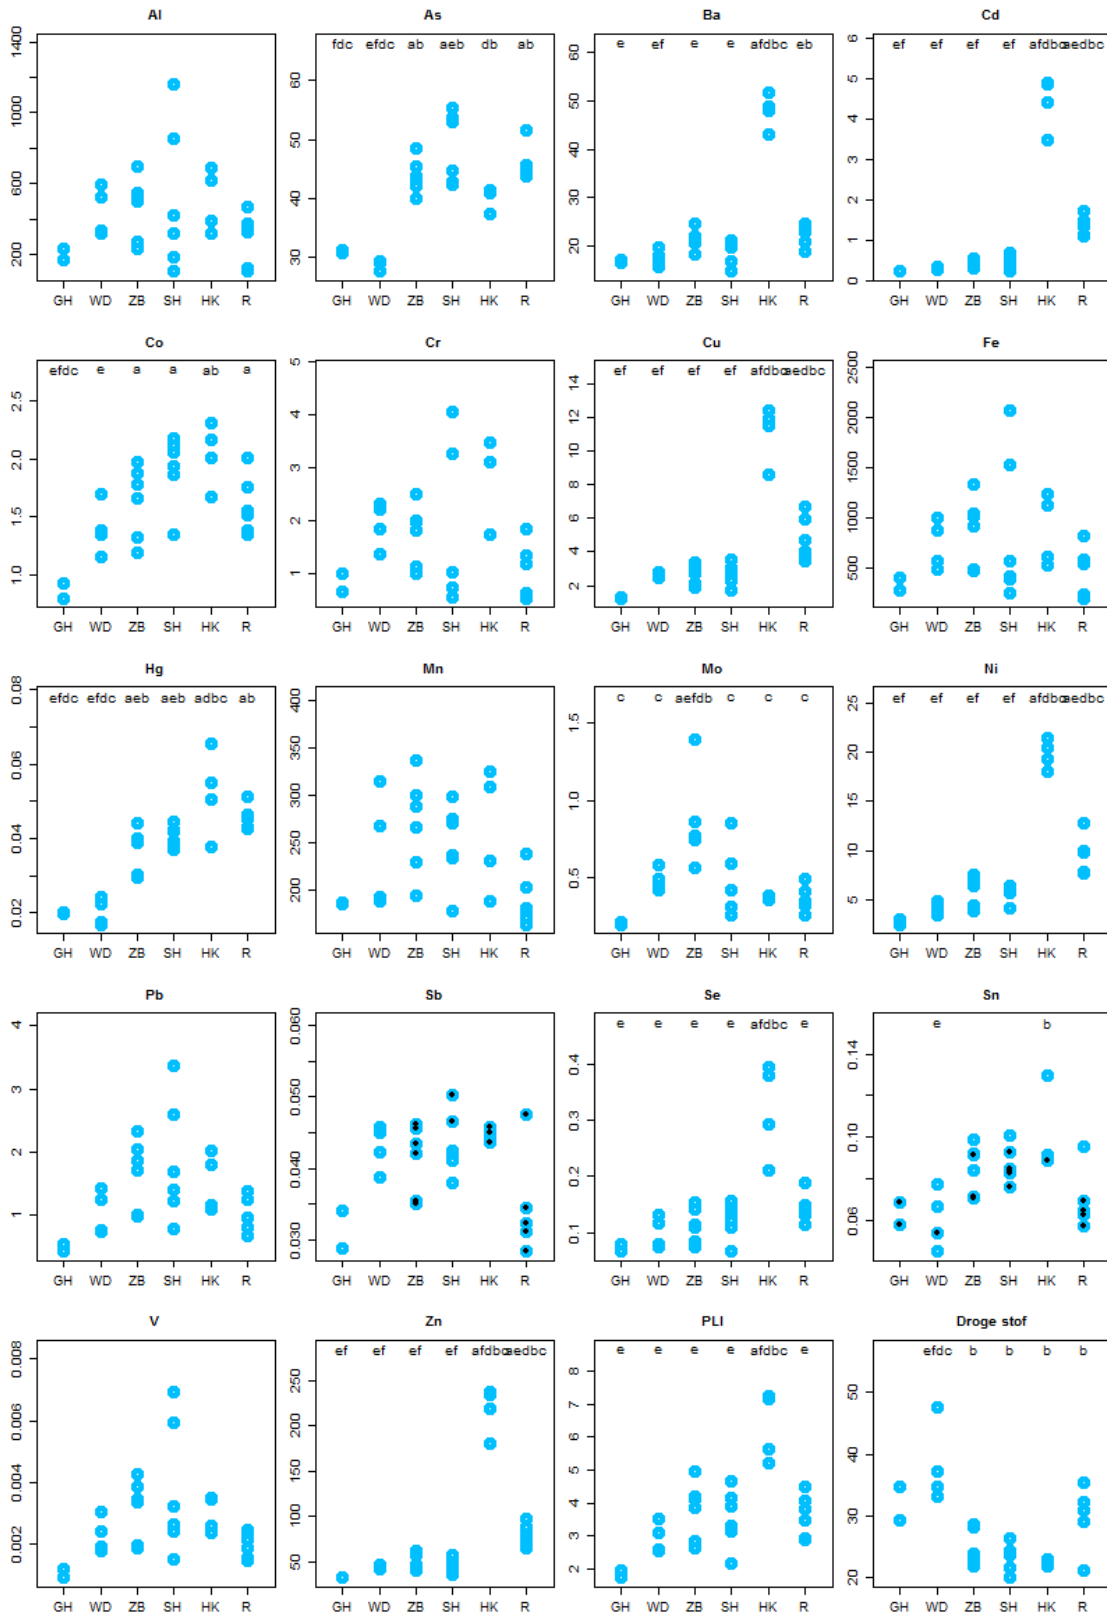 Al As Ba Cd
1400 1000 600 200
60 50 40 30
fdc efdc ab aeb db ab
60 50 40 30 20
e ef e e afdbc eb
6 5 4 3 2 1 0
ef ef ef ef afdbc aedbc
GH WD ZB SH HK R
GH WD ZB SH HK R
GH WD ZB SH HK R
GH WD ZB SH HK R
Co Cr Cu Fe
2.5 2.0 1.5 1.0
efdc e a a ab a
5 4 3 2 1
14 12 10 8 6 4 2
ef ef ef ef afdbc aedbc
2500 2000 1500 1000 500
GH WD ZB SH HK R
GH WD ZB SH HK R
GH WD ZB SH HK R
GH WD ZB SH HK R
Hg Mn Mo Ni
0.08 0.06 0.04 0.02
efdc efdc aeb aeb adbc ab
400 350 300 250 200
1.5 1.0 0.5
c c aefdb c c c
25 20 15 10 5
ef ef ef ef afdbc aedbc
GH WD ZB SH HK R
GH WD ZB SH HK R
GH WD ZB SH HK R
GH WD ZB SH HK R
Pb Sb Se Sn
4 3 2 1
0.060 0.050 0.040 0.030
0.4 0.3 0.2 0.1
e e e e afdbc e
0.14 0.10 0.06
e b
GH WD ZB SH HK R
GH WD ZB SH HK R
GH WD ZB SH HK R
GH WD ZB SH HK R
V Zn PLI Droge stof
0.008 0.006 0.004 0.002
250 200 150 100 50
ef ef ef ef afdbc aedbc
8 7 6 5 4 3 2
e e e e afdbc e
50 40 30 20
efdc b b b b
GH WD ZB SH HK R
GH WD ZB SH HK R
GH WD ZB SH HK R
GH WD ZB SH HK R